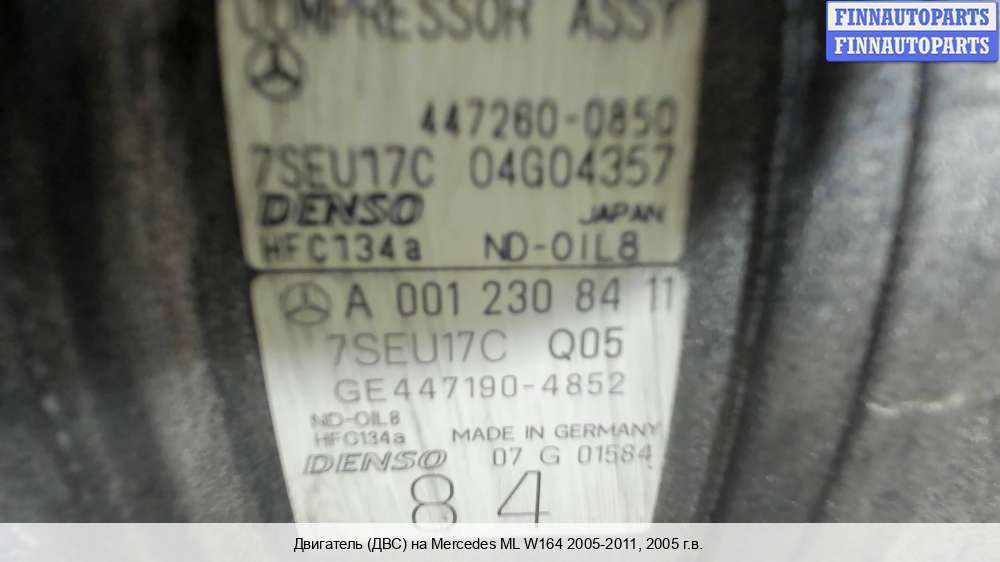 FINNAUTOPARTS
FINNAUTOPARTS
COMPRESSOR ASSY
447260-0850
7SEU17C 04G04357
DENSO JAPAN
HFC134a ND-OIL8
A 001 230 84 11
7SEU17C Q05
GE447190-4852
ND-OIL8
HFC134a MADE IN GERMANY
DENSO 07 G 01584
84
Двигатель (ДВС) на Mercedes ML W164 2005-2011, 2005 г.в.